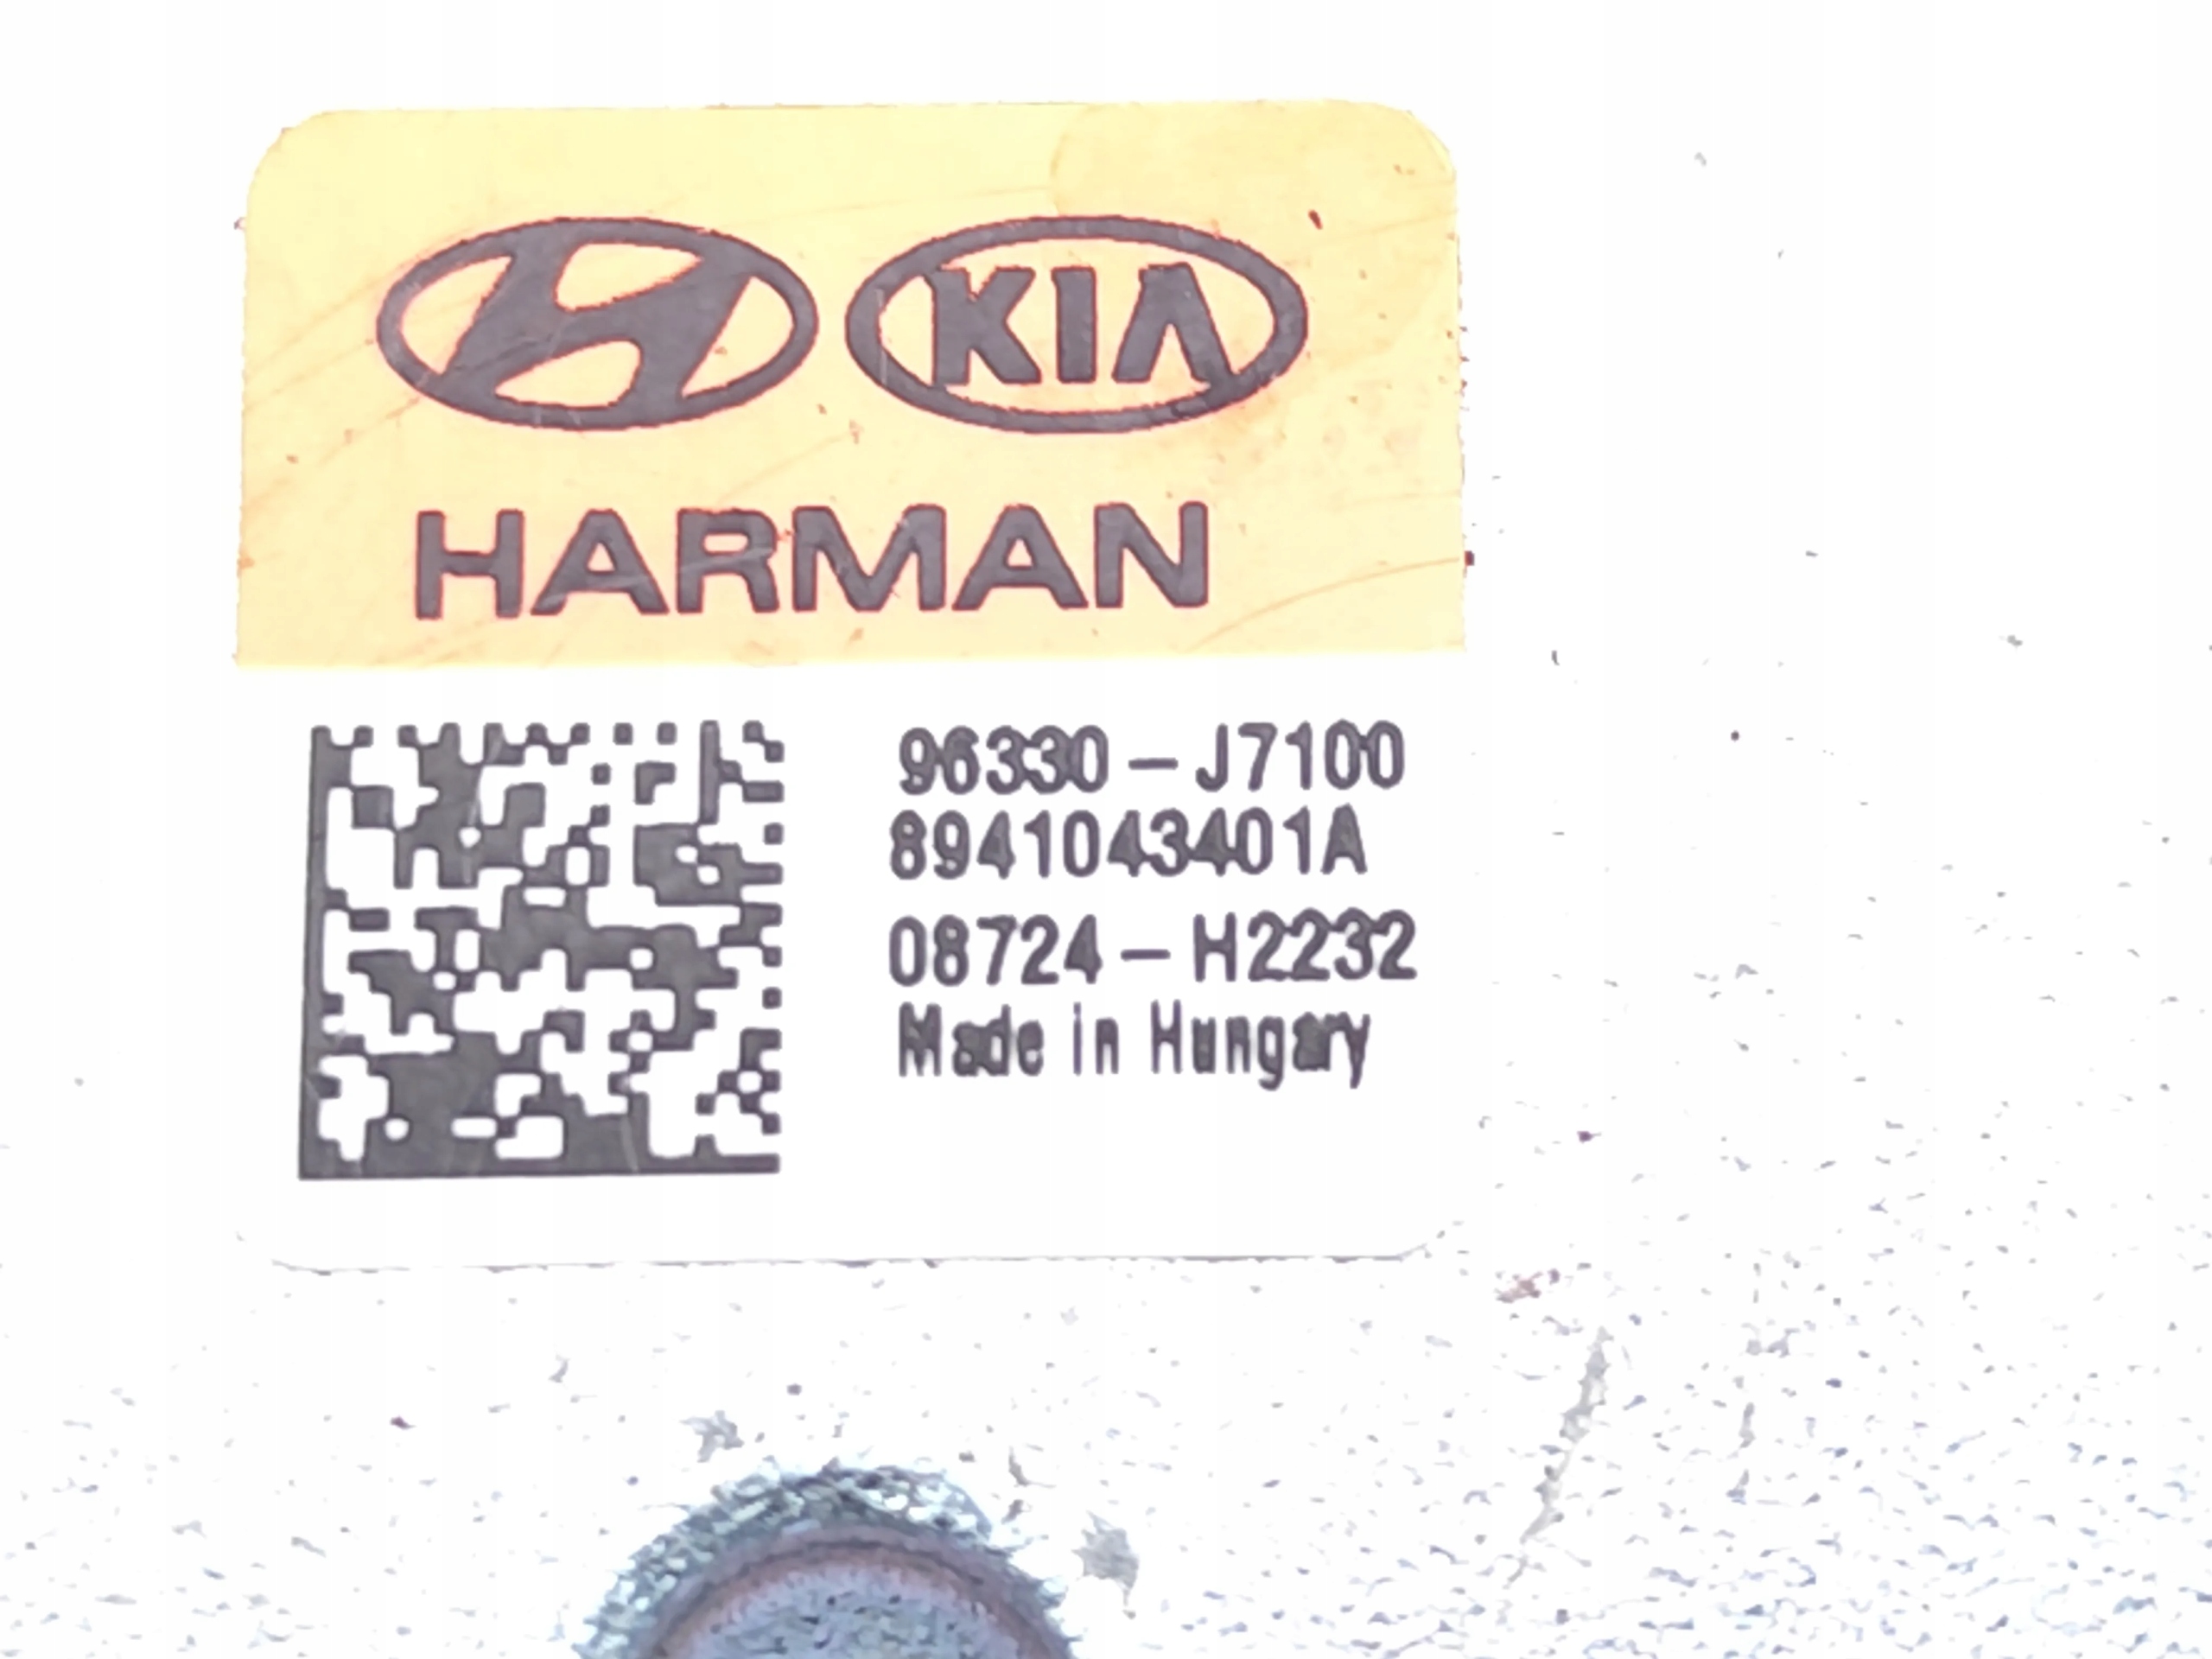 KIA
HARMAN
96330-J7100
8941043401A
08724-H2232
Made in Hungary